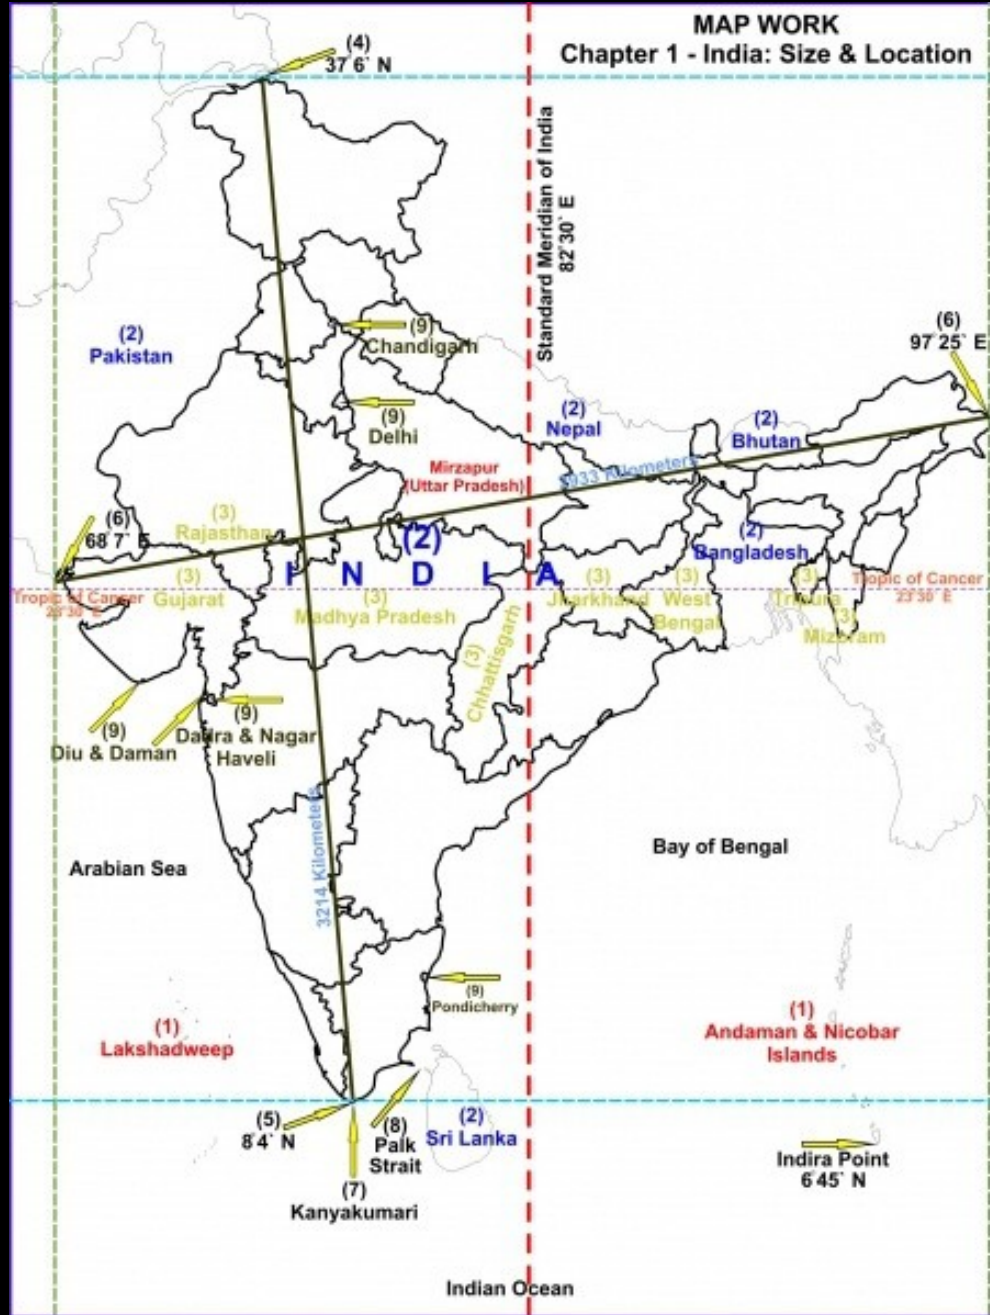 MAP WORK
Chapter 1 - India: Size & Location
(4)
37°6' N
Standard Meridian of India
82°30' E
(6)
97°25' E
(2)
Pakistan
(9)
Chandigarh
(9)
Delhi
(2)
Nepal
(2)
Bhutan
Mirzapur
(Uttar Pradesh)
2933 Kilometers
(6)
68°7' E
(3)
Rajasthan
(2)
I N D I A
(2)
Bangladesh
Tropic of Cancer
23°30' E
(3)
Gujarat
(3)
Madhya Pradesh
(3)
Chhattisgarh
(3)
Jharkhand
(3)
West
Bengal
(3)
Tripura
(3)
Mizoram
Tropic of Cancer
23°30' E
(9)
Diu & Daman
(9)
Dadra & Nagar
Haveli
3214 Kilometers
Arabian Sea
Bay of Bengal
(9)
Pondicherry
(1)
Lakshadweep
(1)
Andaman & Nicobar
Islands
(5)
8°4' N
(8)
Palk
Strait
(2)
Sri Lanka
(7)
Kanyakumari
Indira Point
6°45' N
Indian Ocean